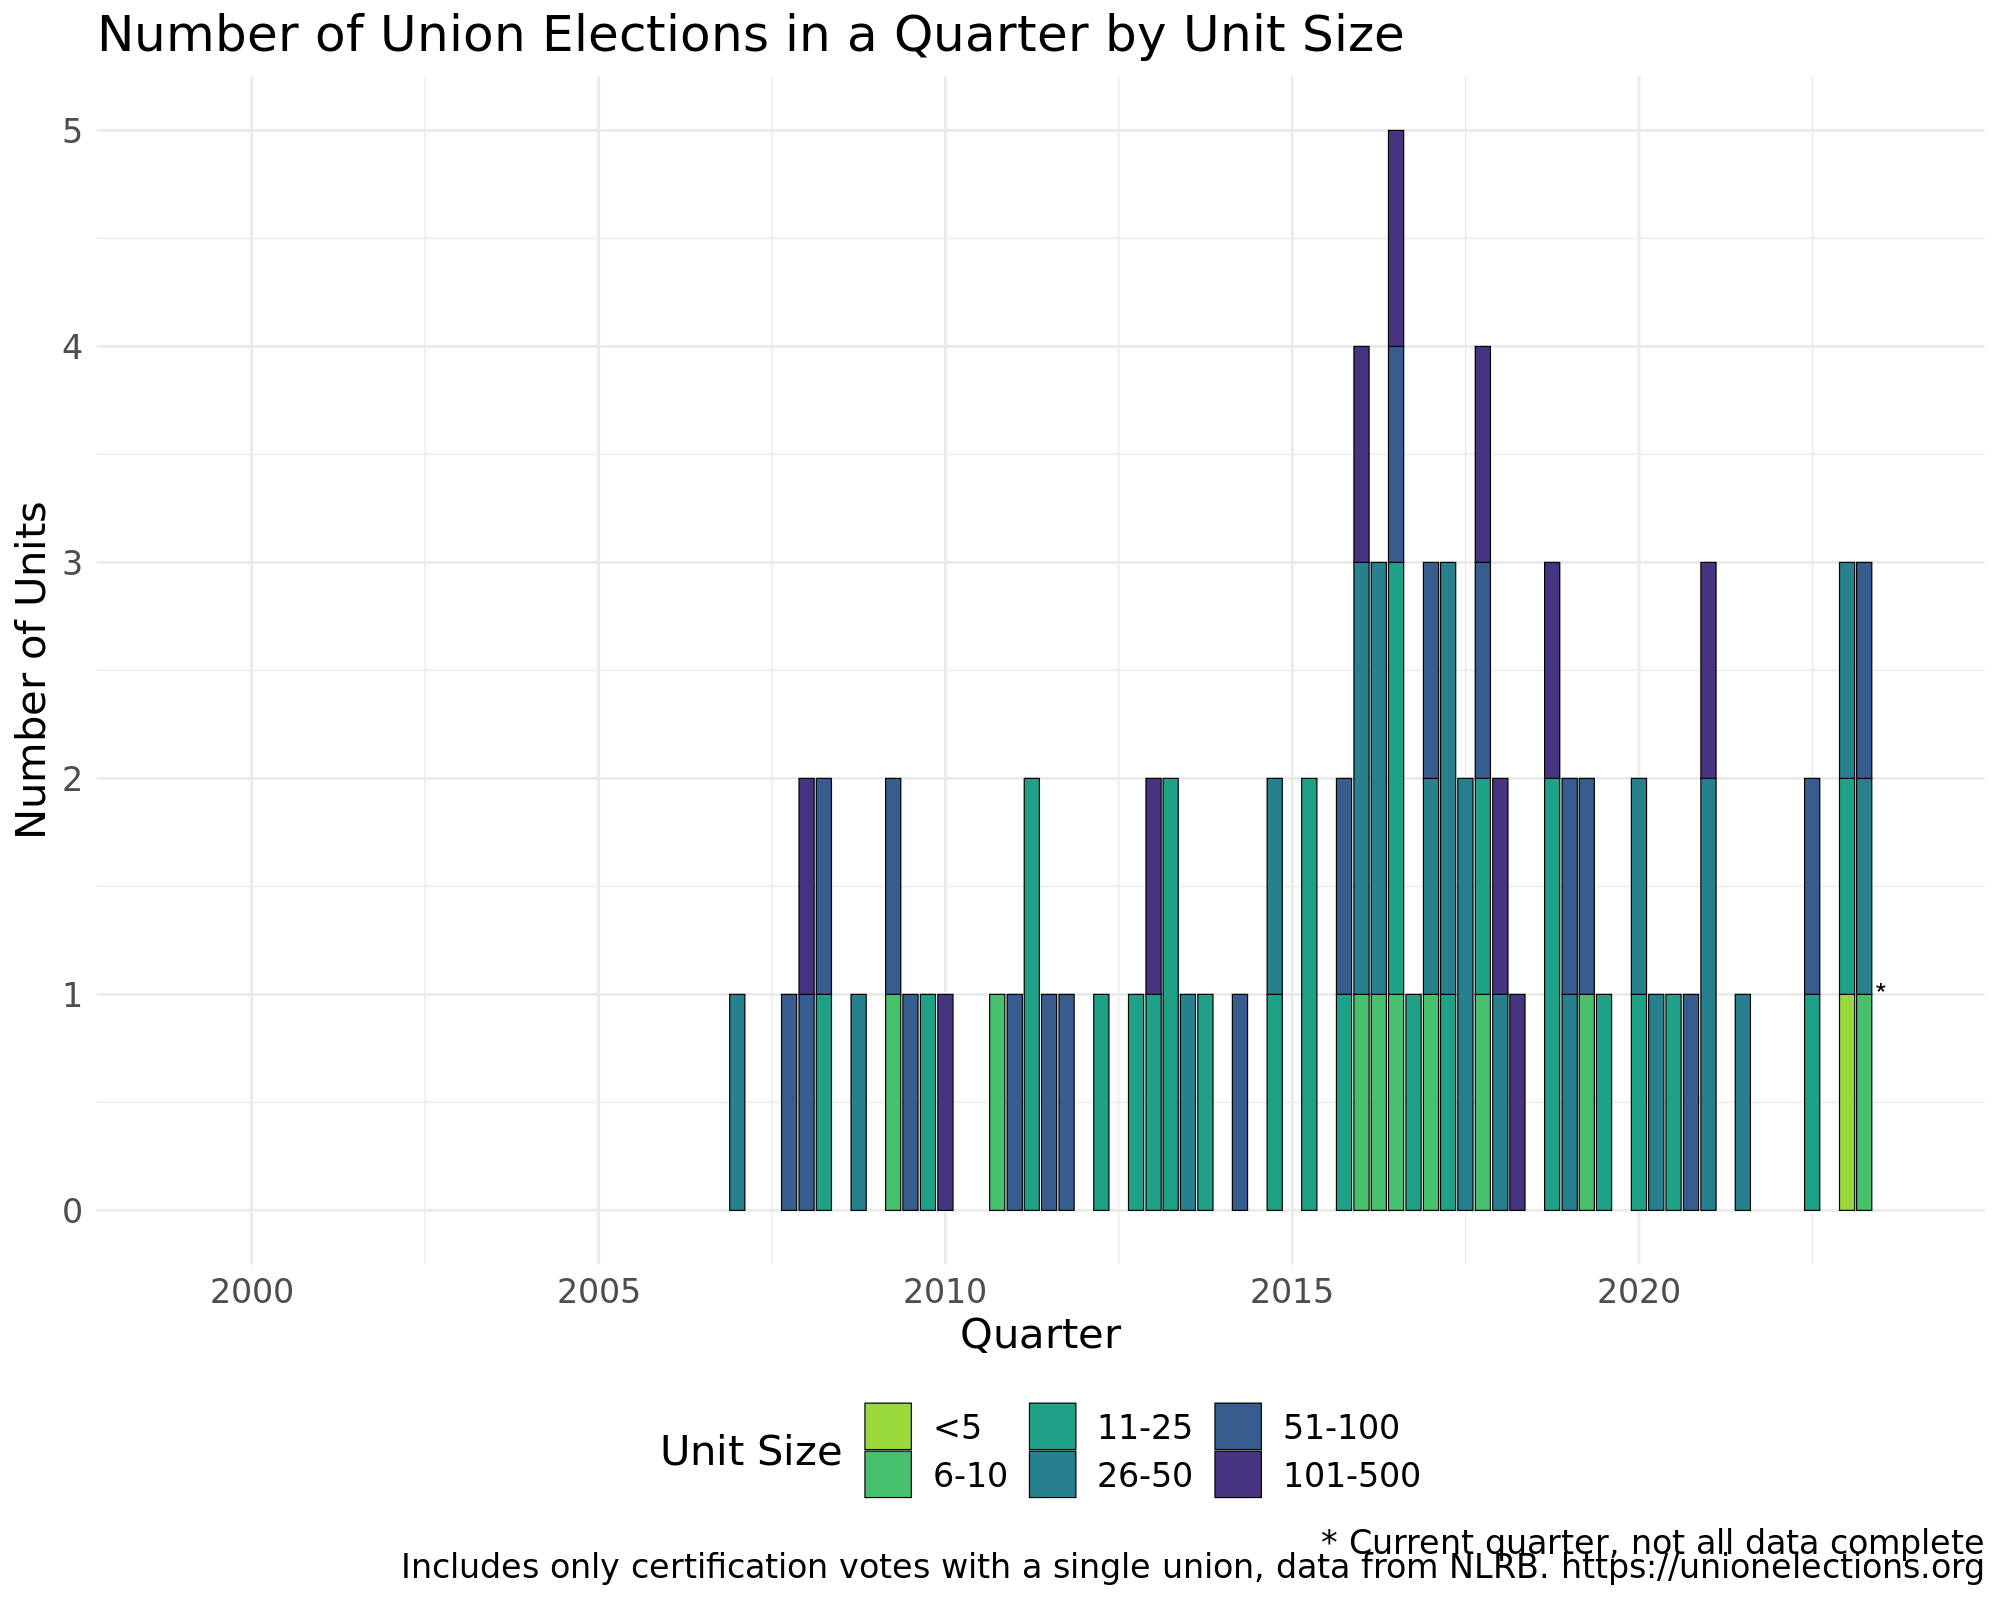 Number of Union Elections in a Quarter by Unit Size
Number of Units
5
4
3
2
1
0
*
2000 2005 2010 2015 2020
Quarter
Unit Size
<5 11-25 51-100
6-10 26-50 101-500
* Current quarter, not all data complete
Includes only certification votes with a single union, data from NLRB. https://unionelections.org